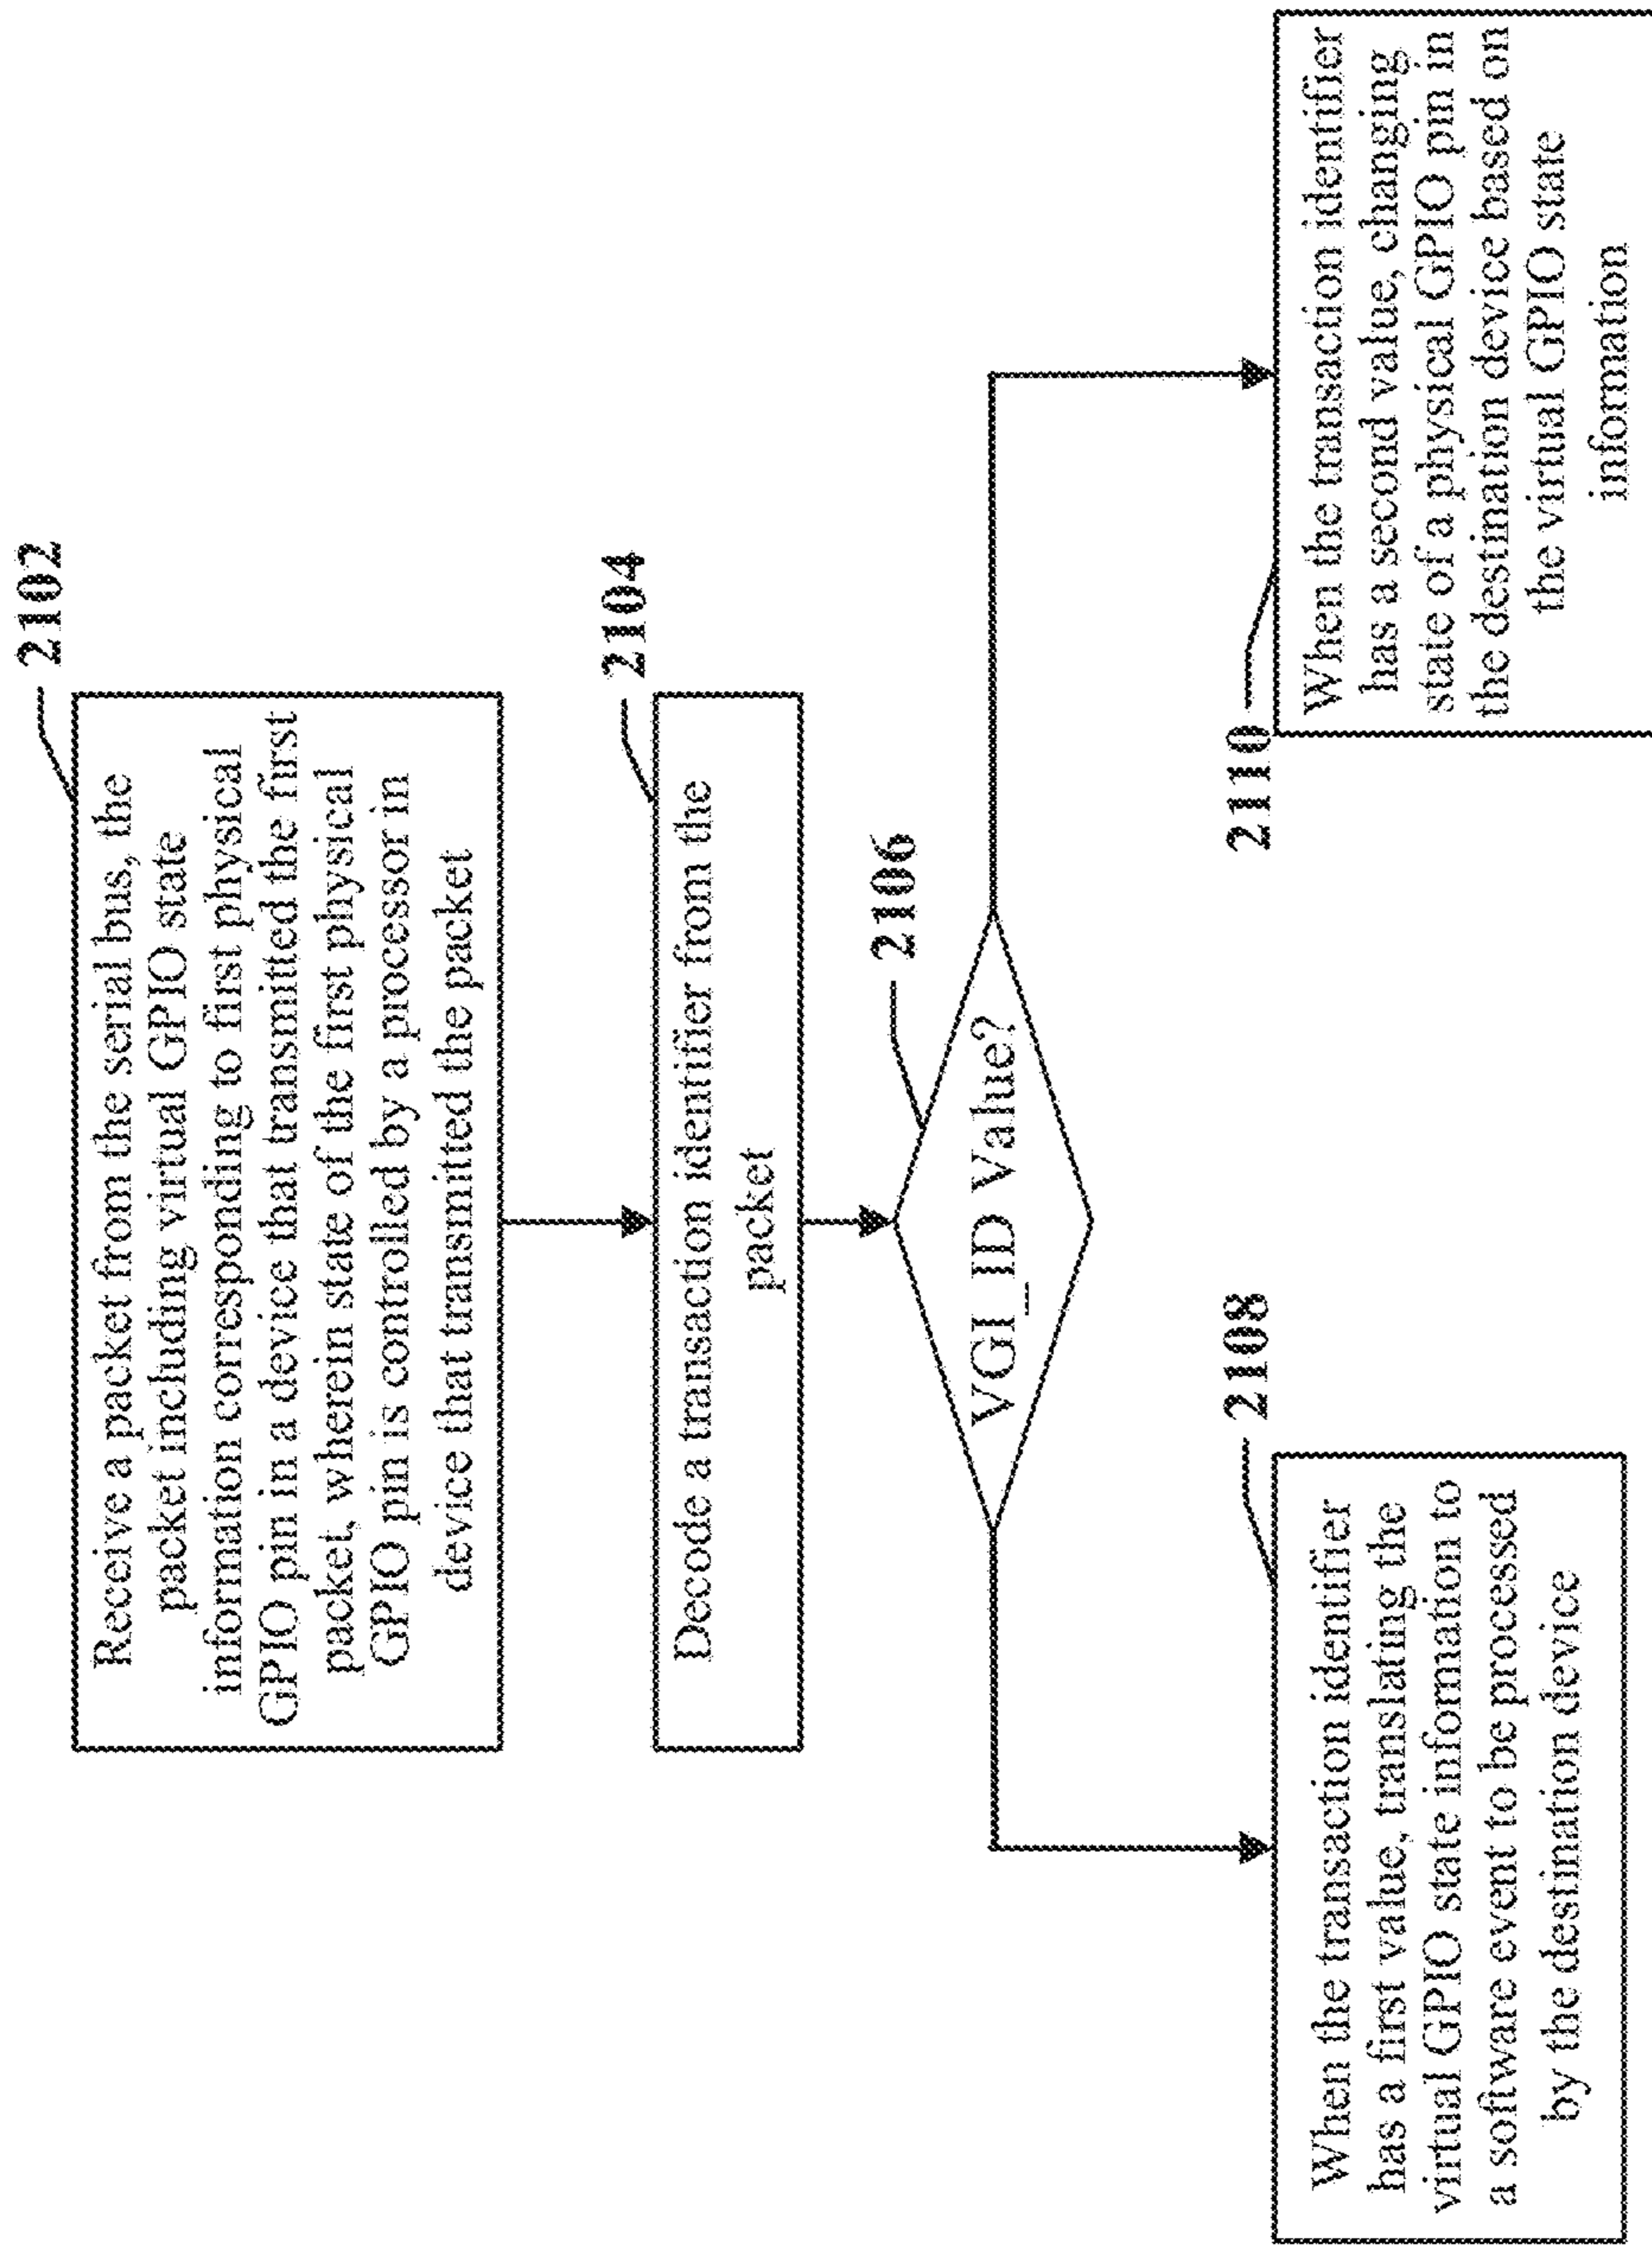 2102
Receive a packet from the serial bus, the
packet including virtual GPIO state
information corresponding to first physical
GPIO pin in a device that transmitted the first
packet, wherein state of the first physical
GPIO pin is controlled by a processor in
device that transmitted the packet
2104
Decode a transaction identifier from the
packet
2106
VGI_ID Value?
2108
When the transaction identifier
has a first value, translating the
virtual GPIO state information to
a software event to be processed
by the destination device
2110
When the transaction identifier
has a second value, changing
state of a physical GPIO pin in
the destination device based on
the virtual GPIO state
information